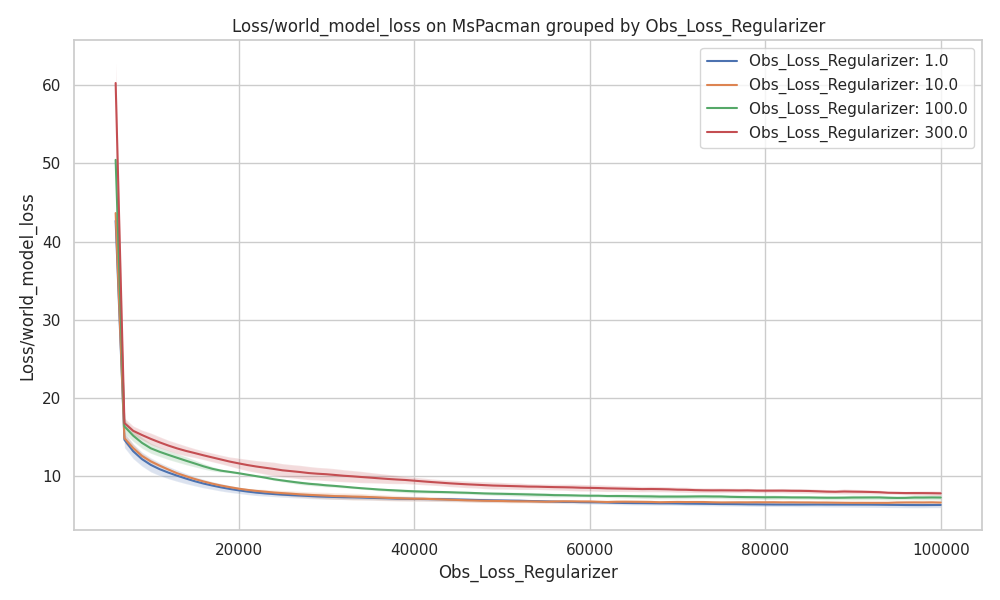 Loss/world_model_loss on MsPacman grouped by Obs_Loss_Regularizer
Obs_Loss_Regularizer: 1.0
Obs_Loss_Regularizer: 10.0
Obs_Loss_Regularizer: 100.0
Obs_Loss_Regularizer: 300.0
Loss/world_model_loss
60
50
40
30
20
10
20000
40000
60000
80000
100000
Obs_Loss_Regularizer